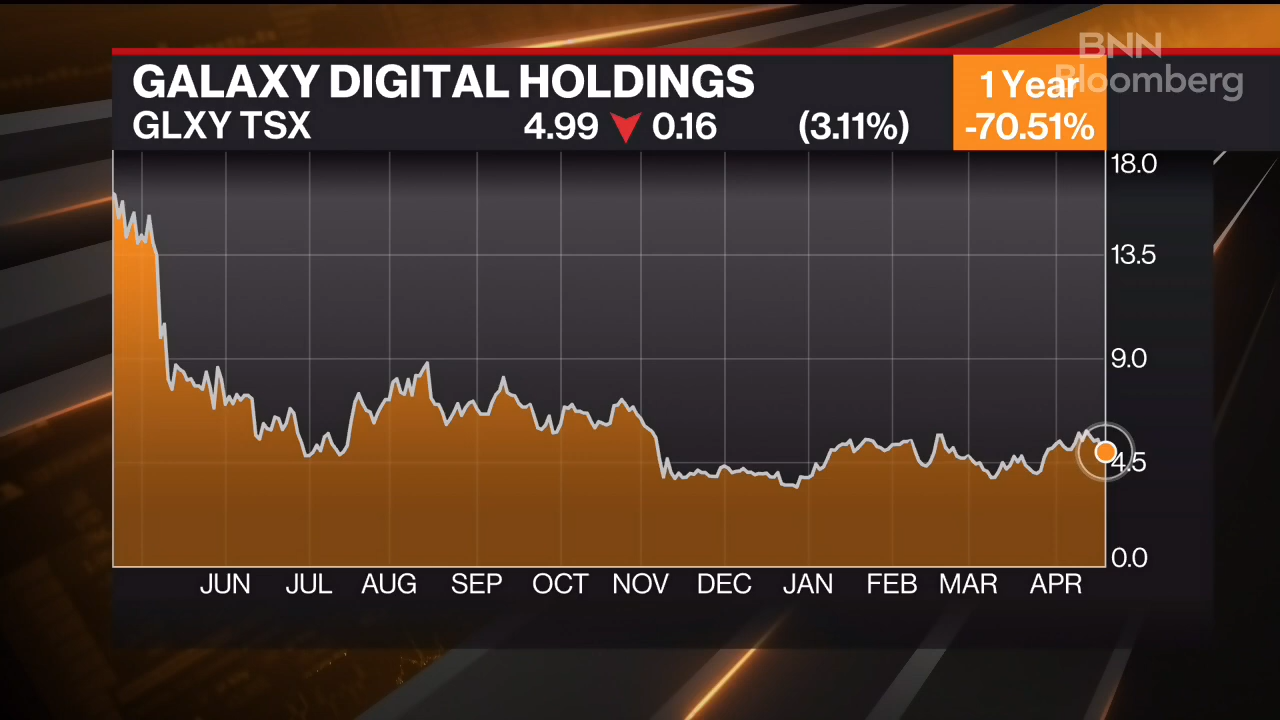 BNN
Bloomberg
GALAXY DIGITAL HOLDINGS
GLXY TSX 4.99 0.16 (3.11%)
1 Year
-70.51%
18.0
13.5
9.0
4.5
0.0
JUN JUL AUG SEP OCT NOV DEC JAN FEB MAR APR